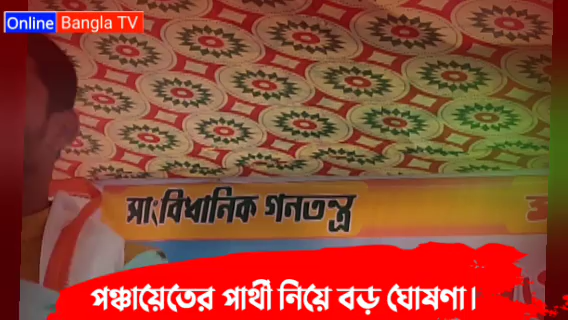 Online Bangla TV
সাংবিধানিক গনতন্ত্র
পঞ্চায়েতের পার্থী নিয়ে বড় ঘোষণা।